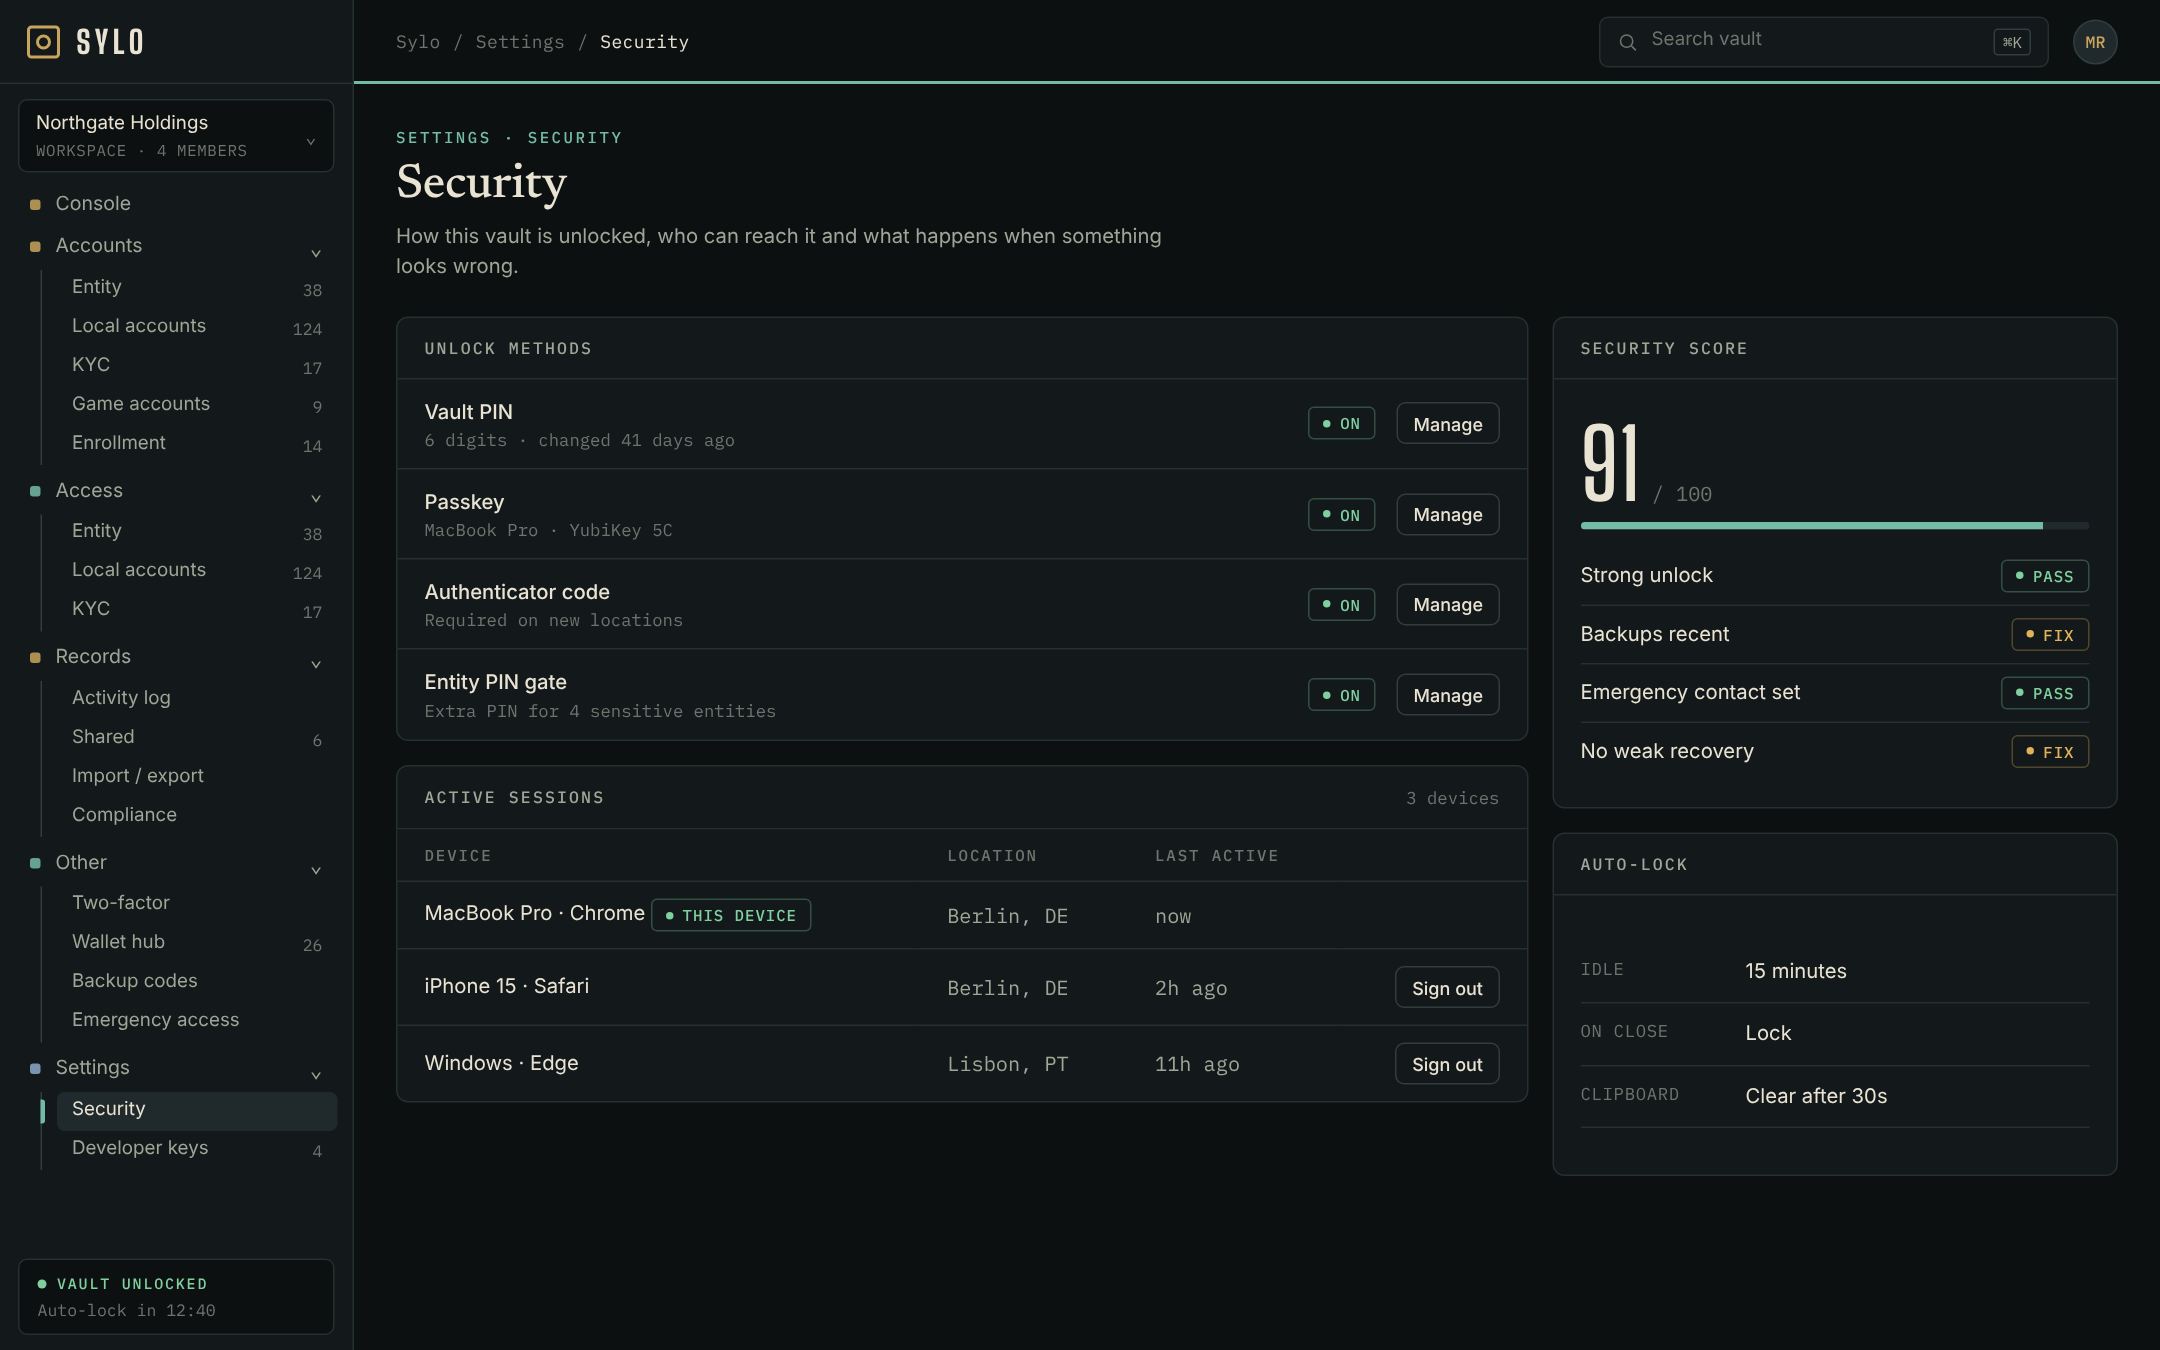 SYLO
Sylo / Settings / Security
Search vault
⌘K
MR
Northgate Holdings
WORKSPACE · 4 MEMBERS
Console
Accounts
Entity 38
Local accounts 124
KYC 17
Game accounts 9
Enrollment 14
Access
Entity 38
Local accounts 124
KYC 17
Records
Activity log
Shared 6
Import / export
Compliance
Other
Two-factor
Wallet hub 26
Backup codes
Emergency access
Settings
Security
Developer keys 4
VAULT UNLOCKED
Auto-lock in 12:40
SETTINGS · SECURITY
Security
How this vault is unlocked, who can reach it and what happens when something
looks wrong.
UNLOCK METHODS
Vault PIN
6 digits · changed 41 days ago
ON Manage
Passkey
MacBook Pro · YubiKey 5C
ON Manage
Authenticator code
Required on new locations
ON Manage
Entity PIN gate
Extra PIN for 4 sensitive entities
ON Manage
ACTIVE SESSIONS 3 devices
DEVICE LOCATION LAST ACTIVE
MacBook Pro · Chrome THIS DEVICE Berlin, DE now
iPhone 15 · Safari Berlin, DE 2h ago Sign out
Windows · Edge Lisbon, PT 11h ago Sign out
SECURITY SCORE
91 / 100
Strong unlock PASS
Backups recent FIX
Emergency contact set PASS
No weak recovery FIX
AUTO-LOCK
IDLE 15 minutes
ON CLOSE Lock
CLIPBOARD Clear after 30s